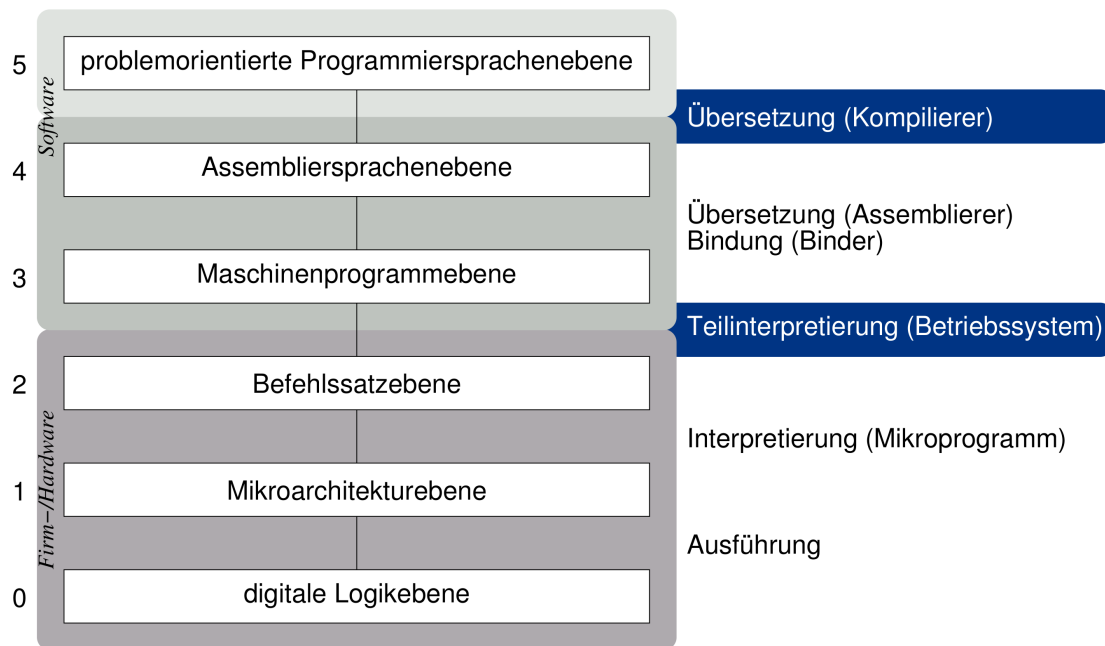 5
problemorientierte Programmiersprachenebene
Software
Übersetzung (Kompilierer)
4
Assembliersprachenebene
Übersetzung (Assemblierer)
Bindung (Binder)
3
Maschinenprogrammebene
Teilinterpretierung (Betriebssystem)
2
Befehlssatzebene
Firm-/Hardware
Interpretierung (Mikroprogramm)
1
Mikroarchitekturebene
Ausführung
0
digitale Logikebene